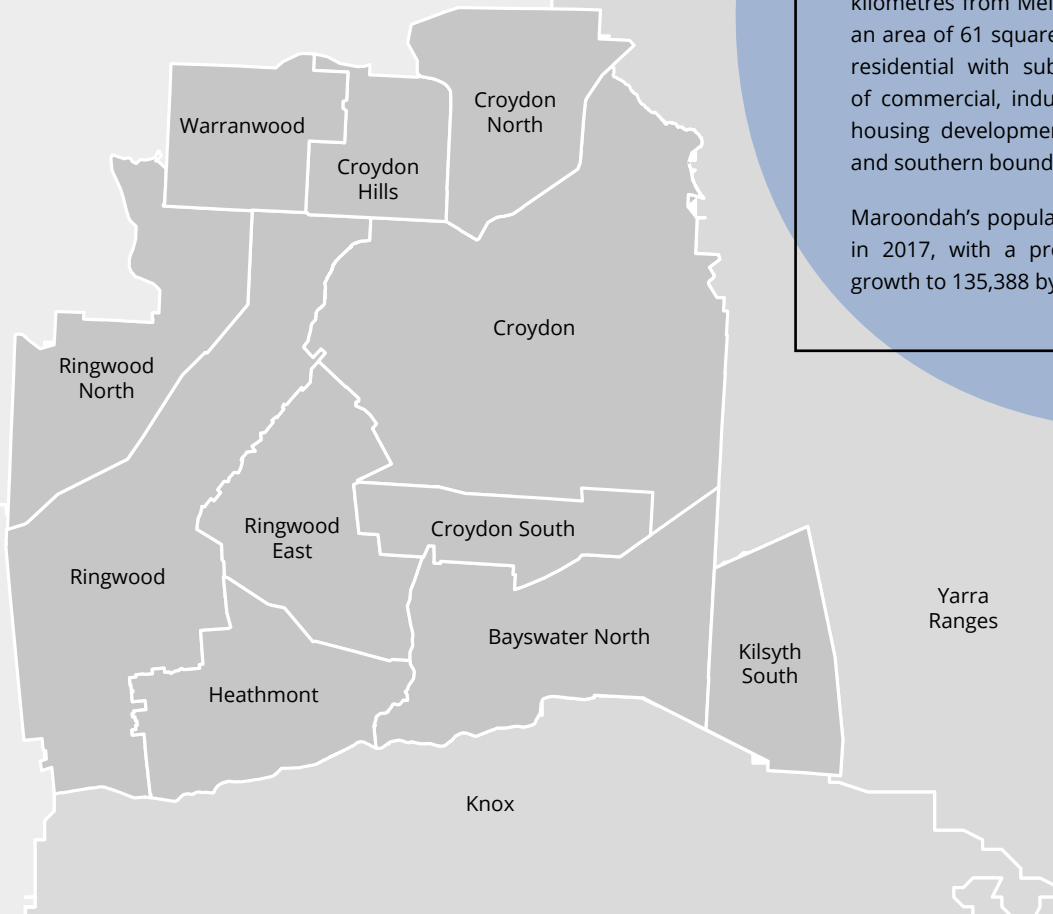 kilometres from Mel
an area of 61 square
residential with sub
of commercial, indu
housing developmen
and southern bound
Maroondah's popula
in 2017, with a pro
growth to 135,388 by
Croydon
North
Warranwood
Croydon
Hills
Croydon
Ringwood
North
Ringwood
East
Croydon South
Ringwood
Yarra
Ranges
Bayswater North
Kilsyth
South
Heathmont
Knox